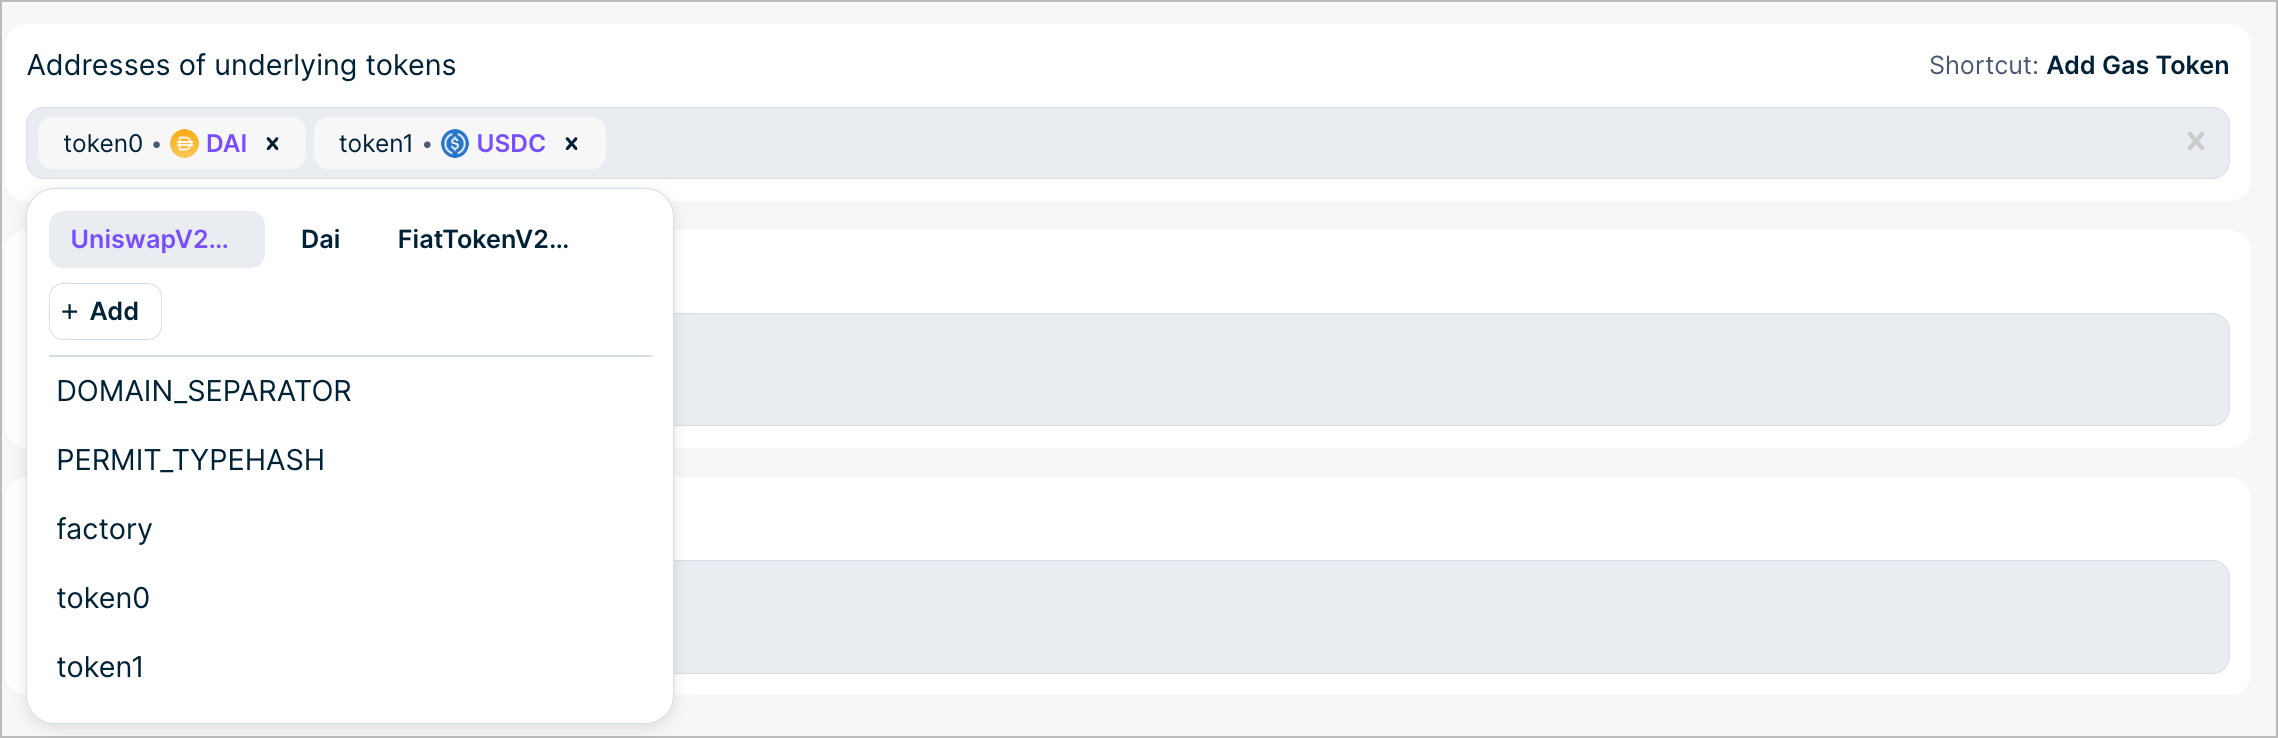 Addresses of underlying tokens
Shortcut: Add Gas Token
token0 • DAI × token1 • USDC ×
UniswapV2... Dai FiatTokenV2...
+ Add
DOMAIN_SEPARATOR
PERMIT_TYPEHASH
factory
token0
token1